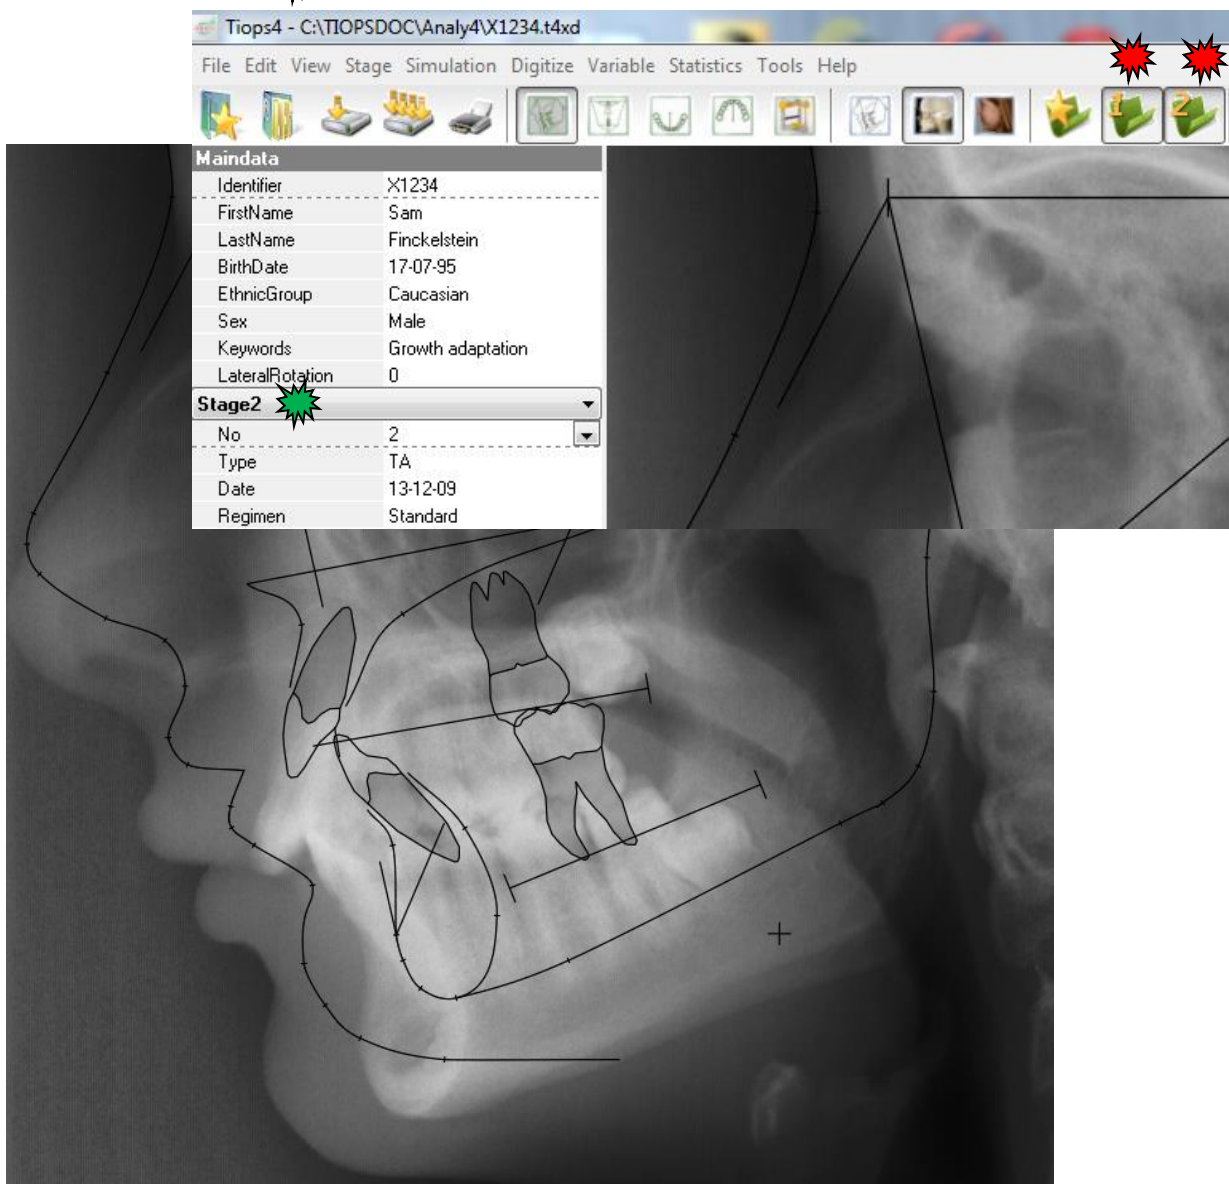 Tiops4 - C:\TIOPSDOC\Analy4\X1234.t4xd
File Edit View Stage Simulation Digitize Variable Statistics Tools Help
1 2
Maindata
Identifier X1234
FirstName Sam
LastName Finckelstein
BirthDate 17-07-95
EthnicGroup Caucasian
Sex Male
Keywords Growth adaptation
LateralRotation 0
Stage2
No 2
Type TA
Date 13-12-09
Regimen Standard